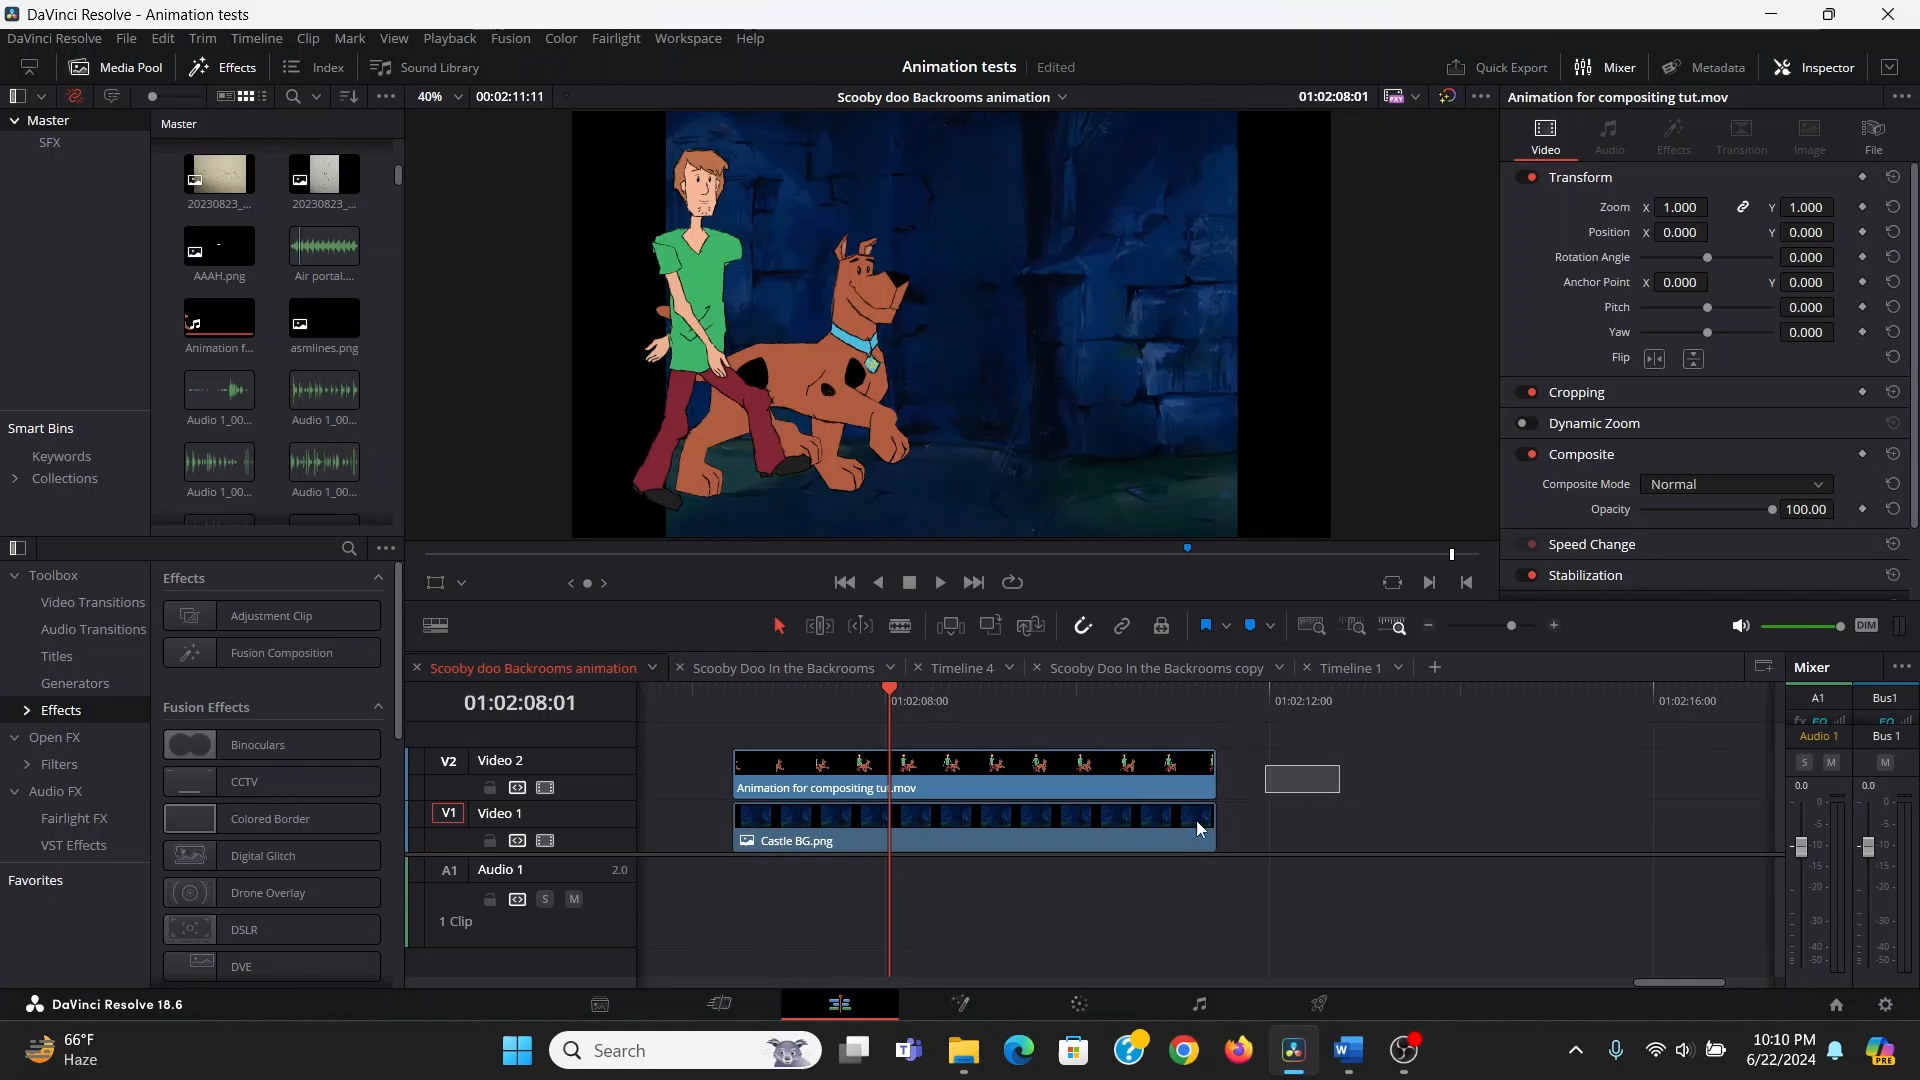 DaVinci Resolve - Animation tests
DaVinci Resolve File Edit Trim Timeline Clip Mark View Playback Fusion Color Fairlight Workspace Help
Media Pool Effects Index Sound Library Animation tests Edited Quick Export Mixer Metadata Inspector
40% 00:02:11:11 Scooby doo Backrooms animation 01:02:08:01 Animation for compositing tut.mov
Master
SFX
Master
20230823_... 20230823_...
AAAH.png Air portal....
Animation f... asmlines.png
Audio 1_00... Audio 1_00...
Audio 1_00... Audio 1_00...
Smart Bins
Keywords
Collections
Video Audio Effects Transition Image File
Transform
Zoom X 1.000 Y 1.000
Position X 0.000 Y 0.000
Rotation Angle 0.000
Anchor Point X 0.000 Y 0.000
Pitch 0.000
Yaw 0.000
Flip
Cropping
Dynamic Zoom
Composite
Composite Mode Normal
Opacity 100.00
Speed Change
Stabilization
Toolbox
Video Transitions
Audio Transitions
Titles
Generators
Effects
Open FX
Filters
Audio FX
Fairlight FX
VST Effects
Favorites
Effects
Adjustment Clip
Fusion Composition
Fusion Effects
Binoculars
CCTV
Colored Border
Digital Glitch
Drone Overlay
DSLR
DVE
DIM
Scooby doo Backrooms animation Scooby Doo In the Backrooms Timeline 4 Scooby Doo In the Backrooms copy Timeline 1
01:02:08:01 01:02:08:00 01:02:12:00 01:02:16:00
V2 Video 2
Animation for compositing tut.mov
V1 Video 1
Castle BG.png
A1 Audio 1 2.0
S M
1 Clip
Mixer
A1 Bus1
fx EQ EQ
Audio 1 Bus 1
S M M
0.0 0.0
0 0
-5 -5
-10 -10
-15 -15
-20 -20
-30 -30
-40 -40
-50 -50
DaVinci Resolve 18.6
66°F
Haze
Search
10:10 PM
6/22/2024
PRE